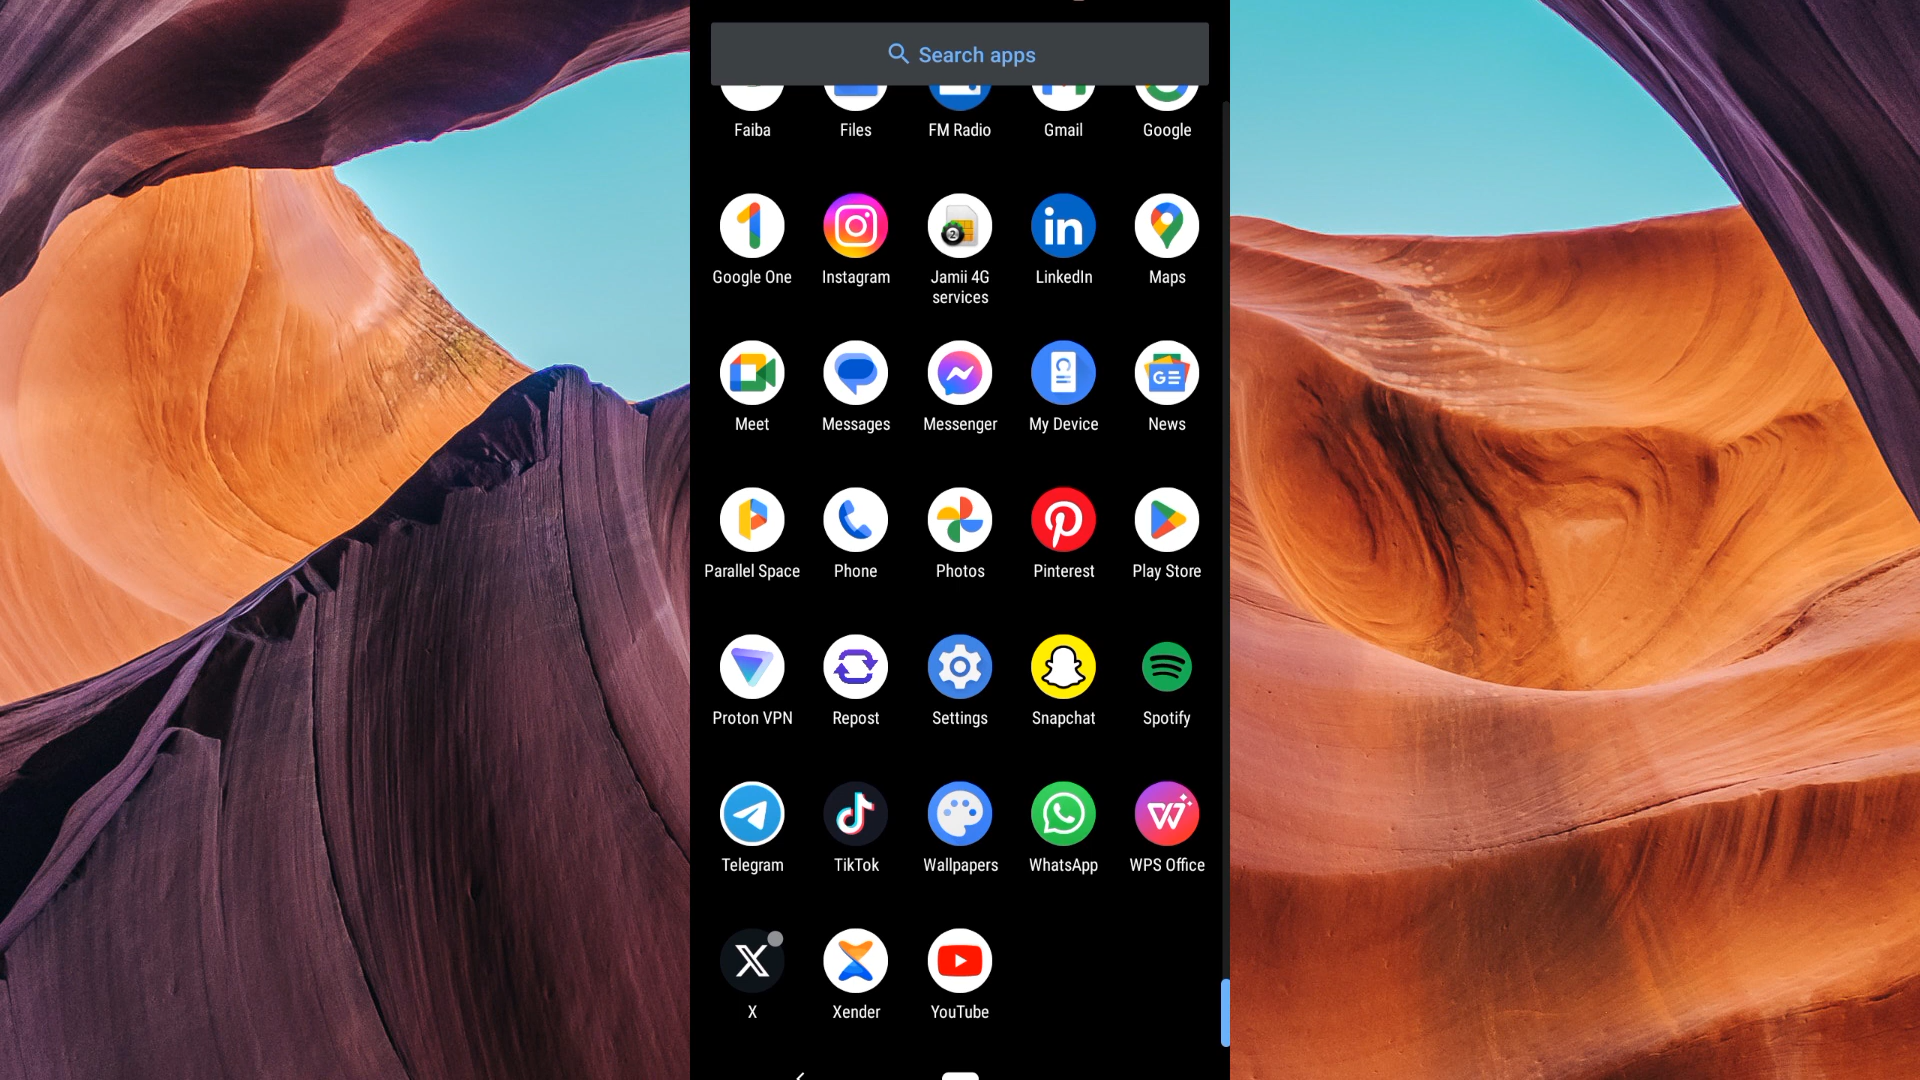 Search apps
Faiba Files FM Radio Gmail Google
Google One Instagram Jamii 4G services LinkedIn Maps
Meet Messages Messenger My Device News
Parallel Space Phone Photos Pinterest Play Store
Proton VPN Repost Settings Snapchat Spotify
Telegram TikTok Wallpapers WhatsApp WPS Office
X Xender YouTube